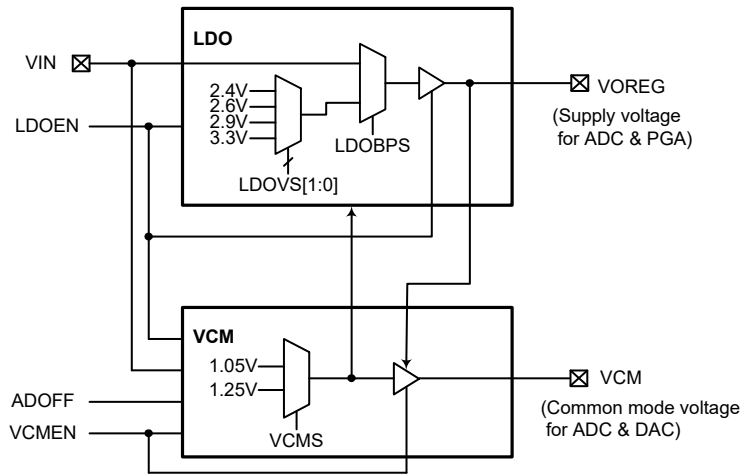 LDO
VIN
2.4V
2.6V
2.9V
3.3V
VOREG
(Supply voltage
for ADC & PGA)
LDOEN
LDOBPS
LDOVS[1:0]
VCM
1.05V
1.25V
VCM
(Common mode voltage
for ADC & DAC)
ADOFF
VCMEN
VCMS